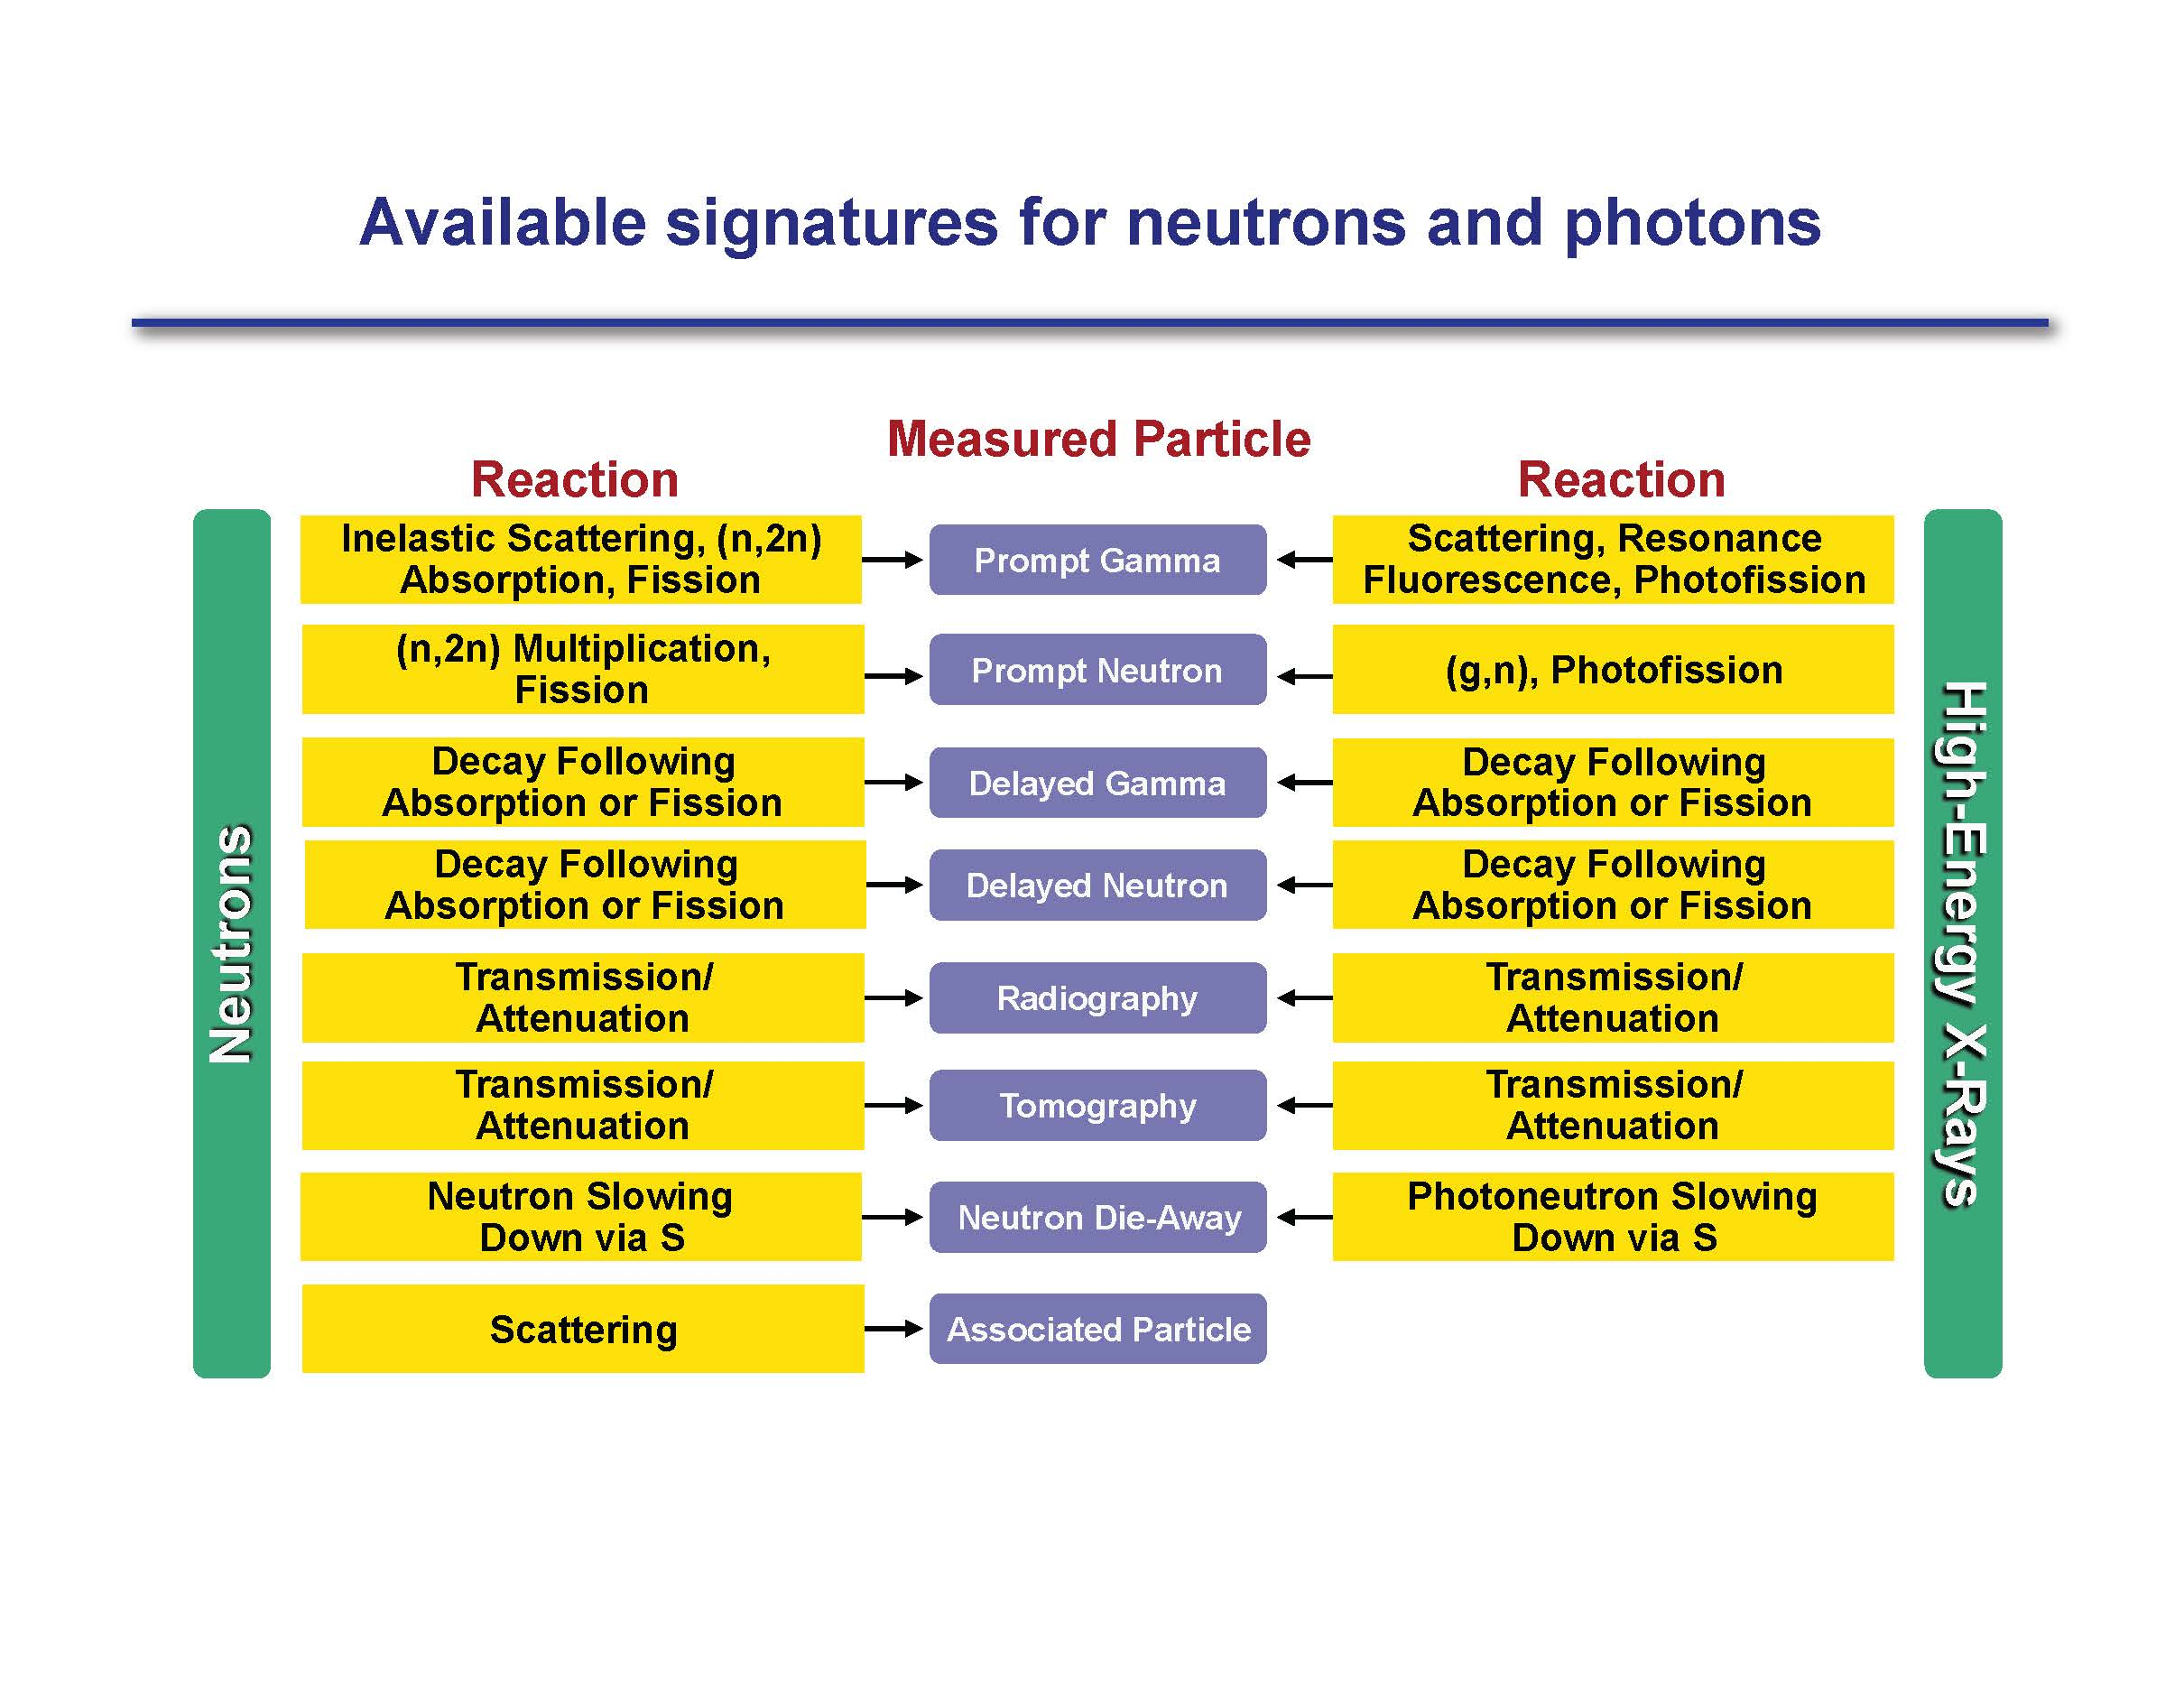 Available signatures for neutrons and photons
Measured Particle
Reaction
Reaction
Neutrons
High-Energy X-Rays
Inelastic Scattering, (n,2n)
Absorption, Fission
Prompt Gamma
Scattering, Resonance
Fluorescence, Photofission
(n,2n) Multiplication,
Fission
Prompt Neutron
(g,n), Photofission
Decay Following
Absorption or Fission
Delayed Gamma
Decay Following
Absorption or Fission
Decay Following
Absorption or Fission
Delayed Neutron
Decay Following
Absorption or Fission
Transmission/
Attenuation
Radiography
Transmission/
Attenuation
Transmission/
Attenuation
Tomography
Transmission/
Attenuation
Neutron Slowing
Down via S
Neutron Die-Away
Photoneutron Slowing
Down via S
Scattering
Associated Particle